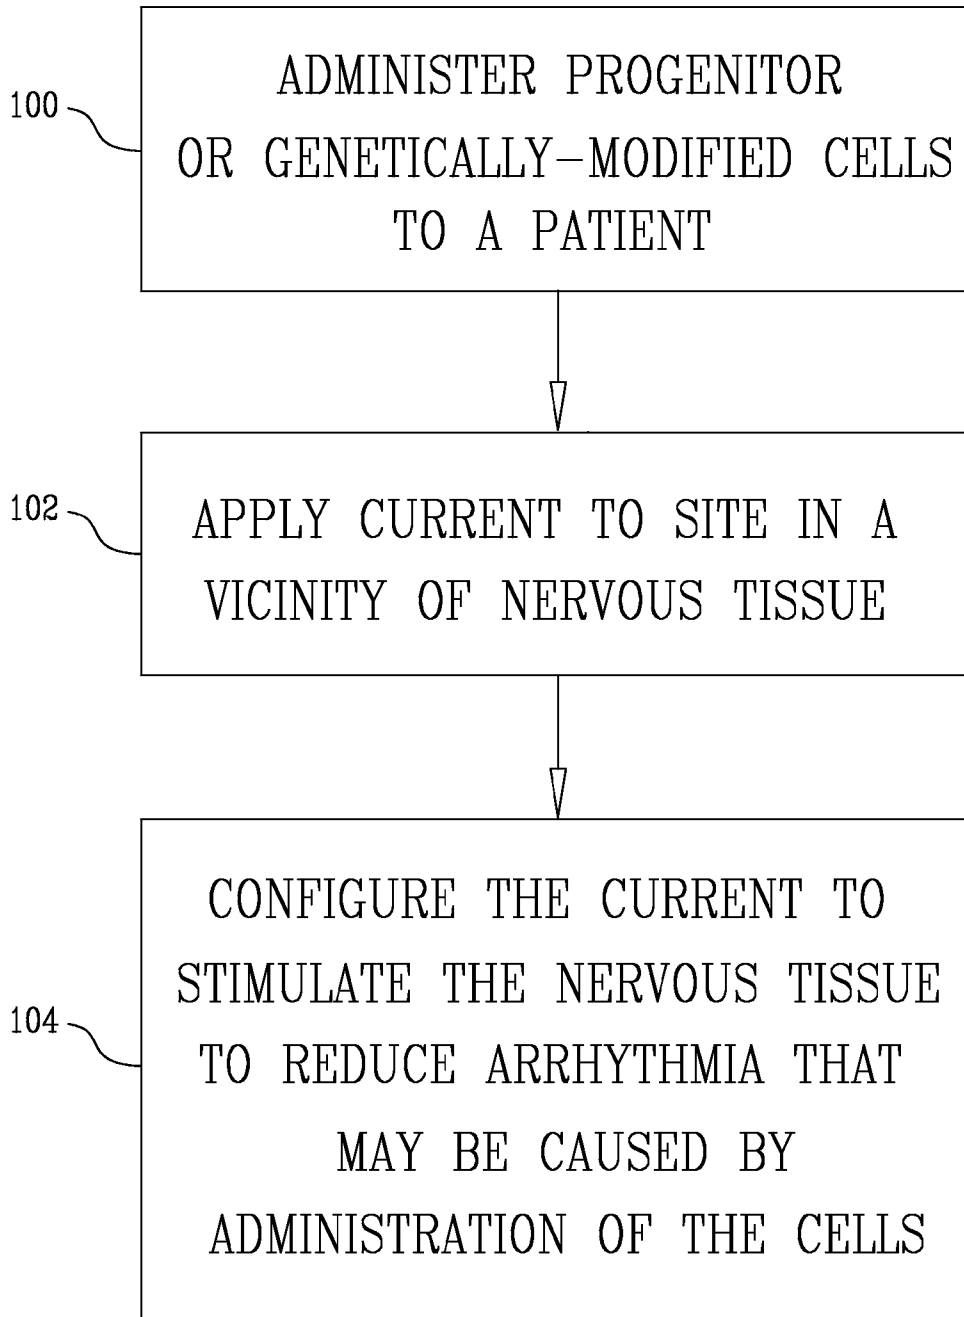 100
ADMINISTER PROGENITOR
OR GENETICALLY-MODIFIED CELLS
TO A PATIENT
102
APPLY CURRENT TO SITE IN A
VICINITY OF NERVOUS TISSUE
104
CONFIGURE THE CURRENT TO
STIMULATE THE NERVOUS TISSUE
TO REDUCE ARRHYTHMIA THAT
MAY BE CAUSED BY
ADMINISTRATION OF THE CELLS